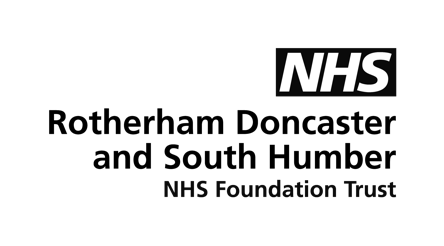 NHS
Rotherham Doncaster
and South Humber
NHS Foundation Trust